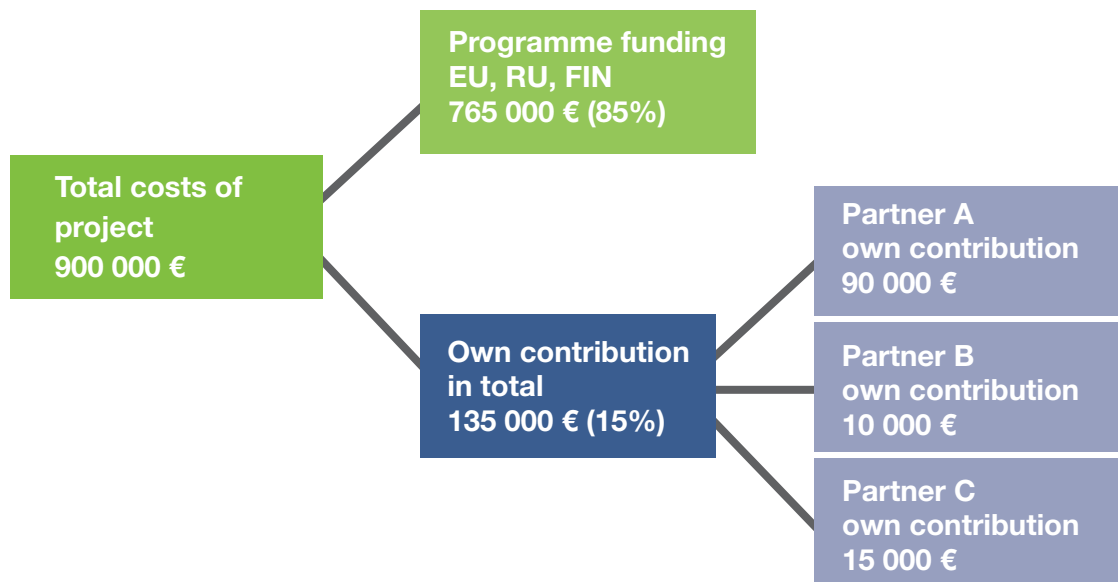 Programme funding
EU, RU, FIN
765 000 € (85%)
Total costs of
project
900 000 €
Own contribution
in total
135 000 € (15%)
Partner A
own contribution
90 000 €
Partner B
own contribution
10 000 €
Partner C
own contribution
15 000 €